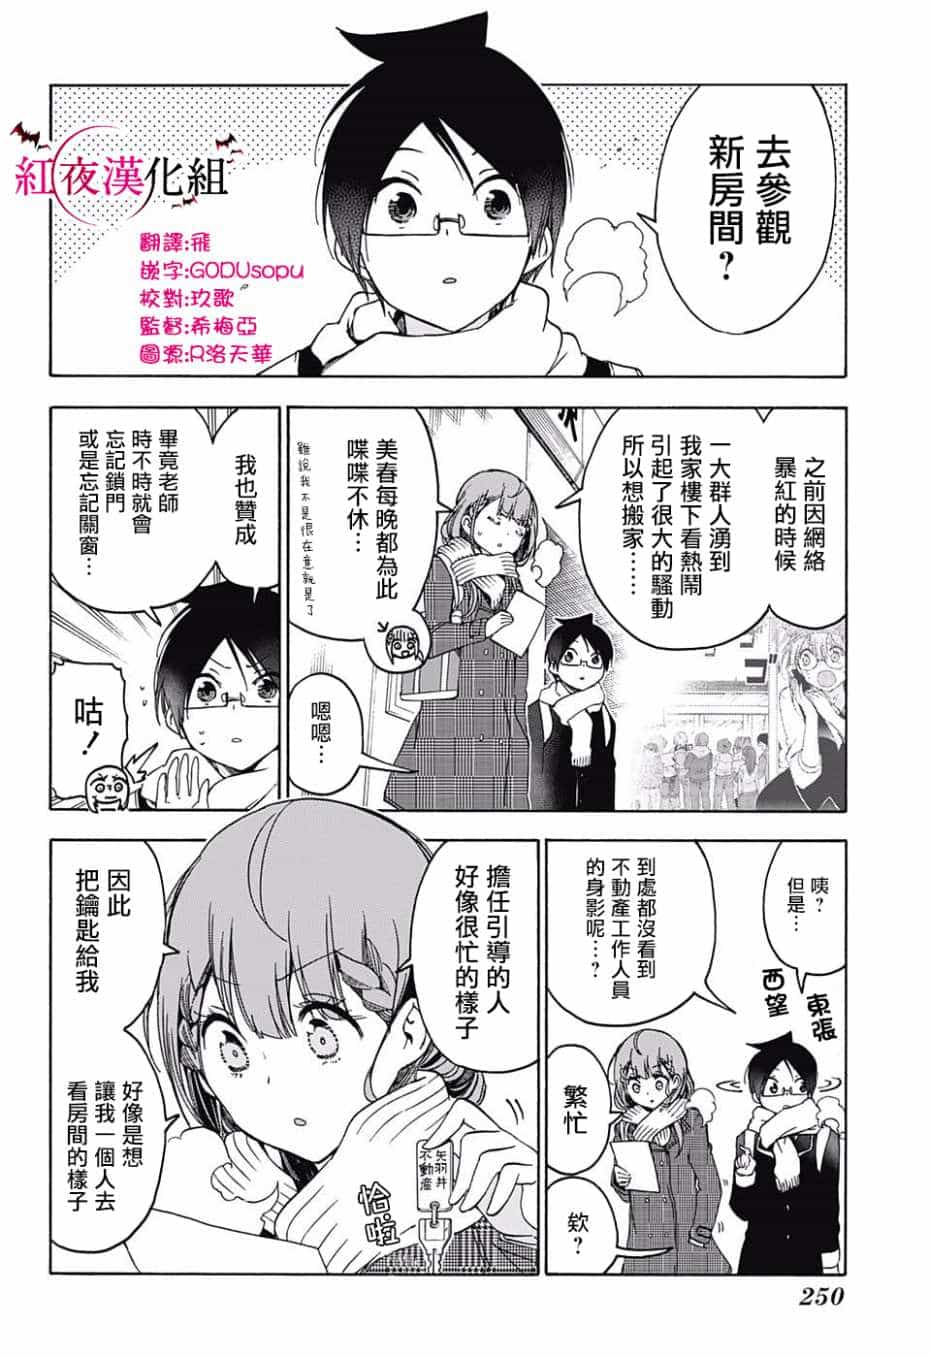 去參觀
新房間?
紅夜漢化組
翻譯:飛
嵌字:GODUsopu
校對:玖歌
監督:希梅亞
圖源:R洛天華
之前因網絡
暴紅的時候
一大群人湧到
我家樓下看熱鬧
引起了很大的騷動
所以想搬家……
美春每晚都為此
喋喋不休…
雖說我不是很在意就是了
嗯嗯…
我也贊成
畢竟老師
時不時就會
忘記鎖門
或是忘記關窗…
咕!
咦?
但是…
東張
西望
到處都沒看到
不動產工作人員
的身影呢…?
繁忙
欸?
擔任引導的人
好像很忙的樣子
因此
把鑰匙給我
好像是想
讓我一個人去
看房間的樣子
矢羽井
不動產
恰啦
250